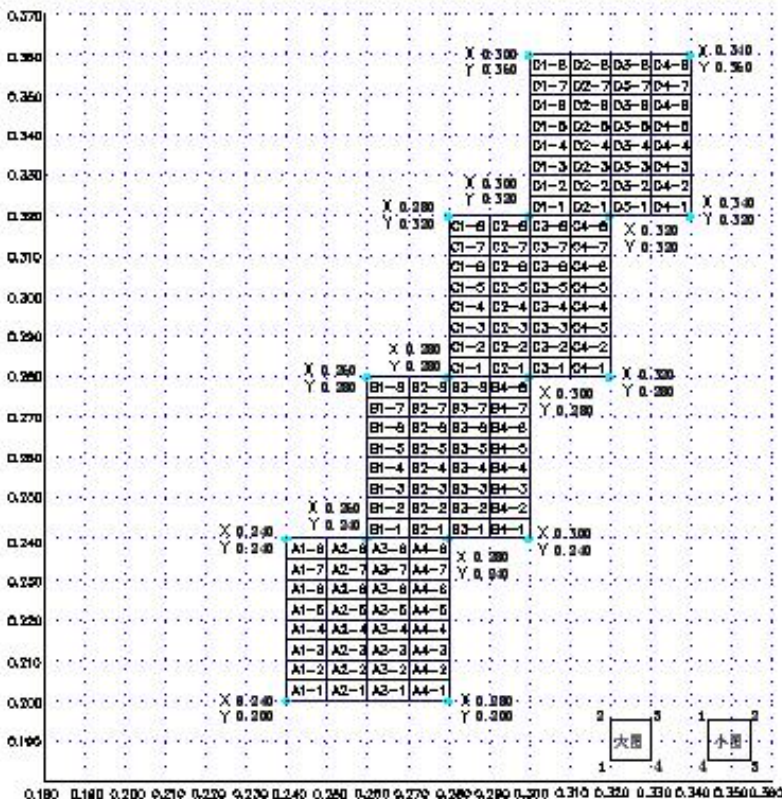 0.370
X 0.300 X 0.340
0.360
Y 0.360 Y 0.360
D1-8 D2-8 D3-8 D4-8
D1-7 D2-7 D3-7 D4-7
0.350
D1-6 D2-6 D3-6 D4-6
D1-5 D2-5 D3-5 D4-5
0.340
D1-4 D2-4 D3-4 D4-4
D1-3 D2-3 D3-3 D4-3
0.330
X 0.300
Y 0.320
D1-2 D2-2 D3-2 D4-2
X 0.280 D1-1 D2-1 D3-1 D4-1 X 0.340
0.320
Y 0.320 Y 0.320
C1-8 C2-8 C3-8 C4-8 X 0.320
C1-7 C2-7 C3-7 C4-7 Y 0.320
0.310
C1-6 C2-6 C3-6 C4-6
C1-5 C2-5 C3-5 C4-5
0.300
C1-4 C2-4 C3-4 C4-4
C1-3 C2-3 C3-3 C4-3
0.290
X 0.280 C1-2 C2-2 C3-2 C4-2
X 0.260 Y 0.280 C1-1 C2-1 C3-1 C4-1 X 0.320
0.280
Y 0.280 Y 0.280
B1-8 B2-8 B3-8 B4-8 X 0.300
B1-7 B2-7 B3-7 B4-7 Y 0.280
0.270
B1-6 B2-6 B3-6 B4-6
B1-5 B2-5 B3-5 B4-5
0.260
B1-4 B2-4 B3-4 B4-4
B1-3 B2-3 B3-3 B4-3
0.250
X 0.260 B1-2 B2-2 B3-2 B4-2
X 0.240 Y 0.240 B1-1 B2-1 B3-1 B4-1 X 0.300
0.240
Y 0.240 Y 0.240
A1-8 A2-8 A3-8 A4-8 X 0.280
A1-7 A2-7 A3-7 A4-7 Y 0.240
0.230
A1-6 A2-6 A3-6 A4-6
A1-5 A2-5 A3-5 A4-5
0.220
A1-4 A2-4 A3-4 A4-4
A1-3 A2-3 A3-3 A4-3
0.210
A1-2 A2-2 A3-2 A4-2
X 0.240 A1-1 A2-1 A3-1 A4-1 X 0.280
0.200
Y 0.200 Y 0.200
2 3 1 2
0.190 大图 小图
1 4 4 3
0.180 0.190 0.200 0.210 0.220 0.230 0.240 0.250 0.260 0.270 0.280 0.290 0.300 0.310 0.320 0.330 0.340 0.350 0.360